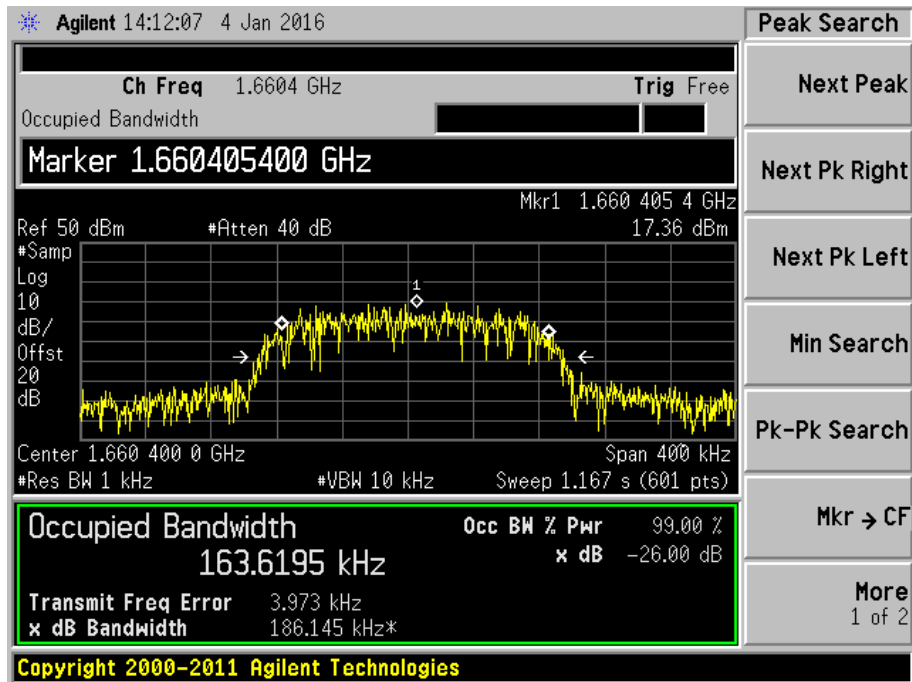 Agilent 14:12:07 4 Jan 2016
Peak Search
Ch Freq 1.6604 GHz Trig Free
Occupied Bandwidth
Marker 1.660405400 GHz
Mkr1 1.660 405 4 GHz
Ref 50 dBm #Atten 40 dB 17.36 dBm
#Samp
Log
10
dB/
Offst
20
dB
1
Center 1.660 400 0 GHz Span 400 kHz
#Res BW 1 kHz #VBW 10 kHz Sweep 1.167 s (601 pts)
Occupied Bandwidth Occ BW % Pwr 99.00 %
163.6195 kHz x dB -26.00 dB
Transmit Freq Error 3.973 kHz
x dB Bandwidth 186.145 kHz*
Next Peak
Next Pk Right
Next Pk Left
Min Search
Pk-Pk Search
Mkr → CF
More
1 of 2
Copyright 2000-2011 Agilent Technologies